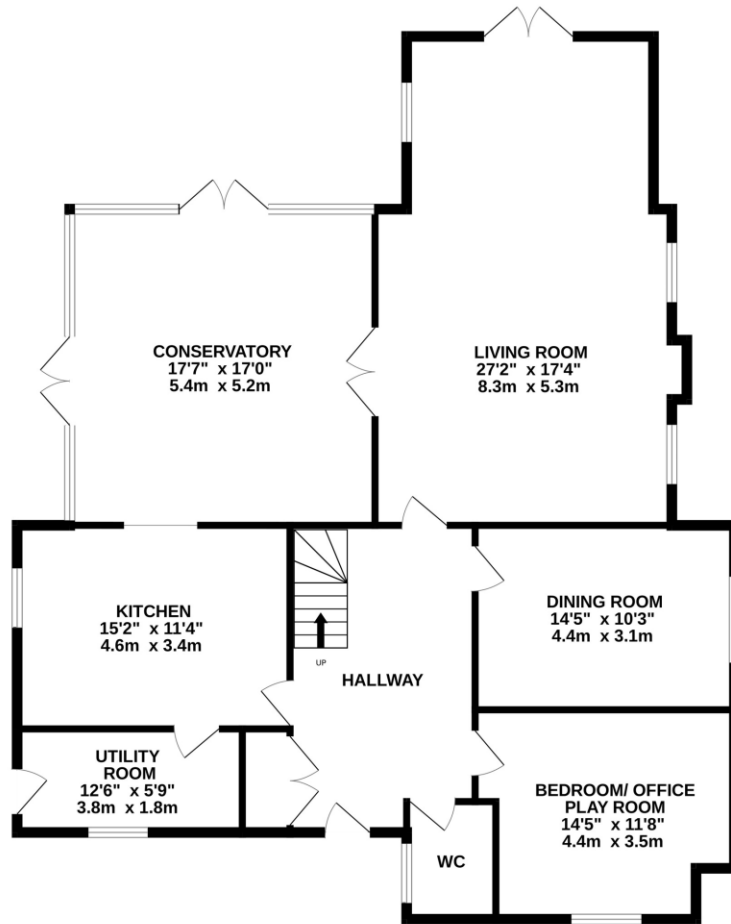 CONSERVATORY
17'7" x 17'0"
5.4m x 5.2m
LIVING ROOM
27'2" x 17'4"
8.3m x 5.3m
KITCHEN
15'2" x 11'4"
4.6m x 3.4m
UP
HALLWAY
DINING ROOM
14'5" x 10'3"
4.4m x 3.1m
UTILITY
ROOM
12'6" x 5'9"
3.8m x 1.8m
BEDROOM/ OFFICE
PLAY ROOM
14'5" x 11'8"
4.4m x 3.5m
WC